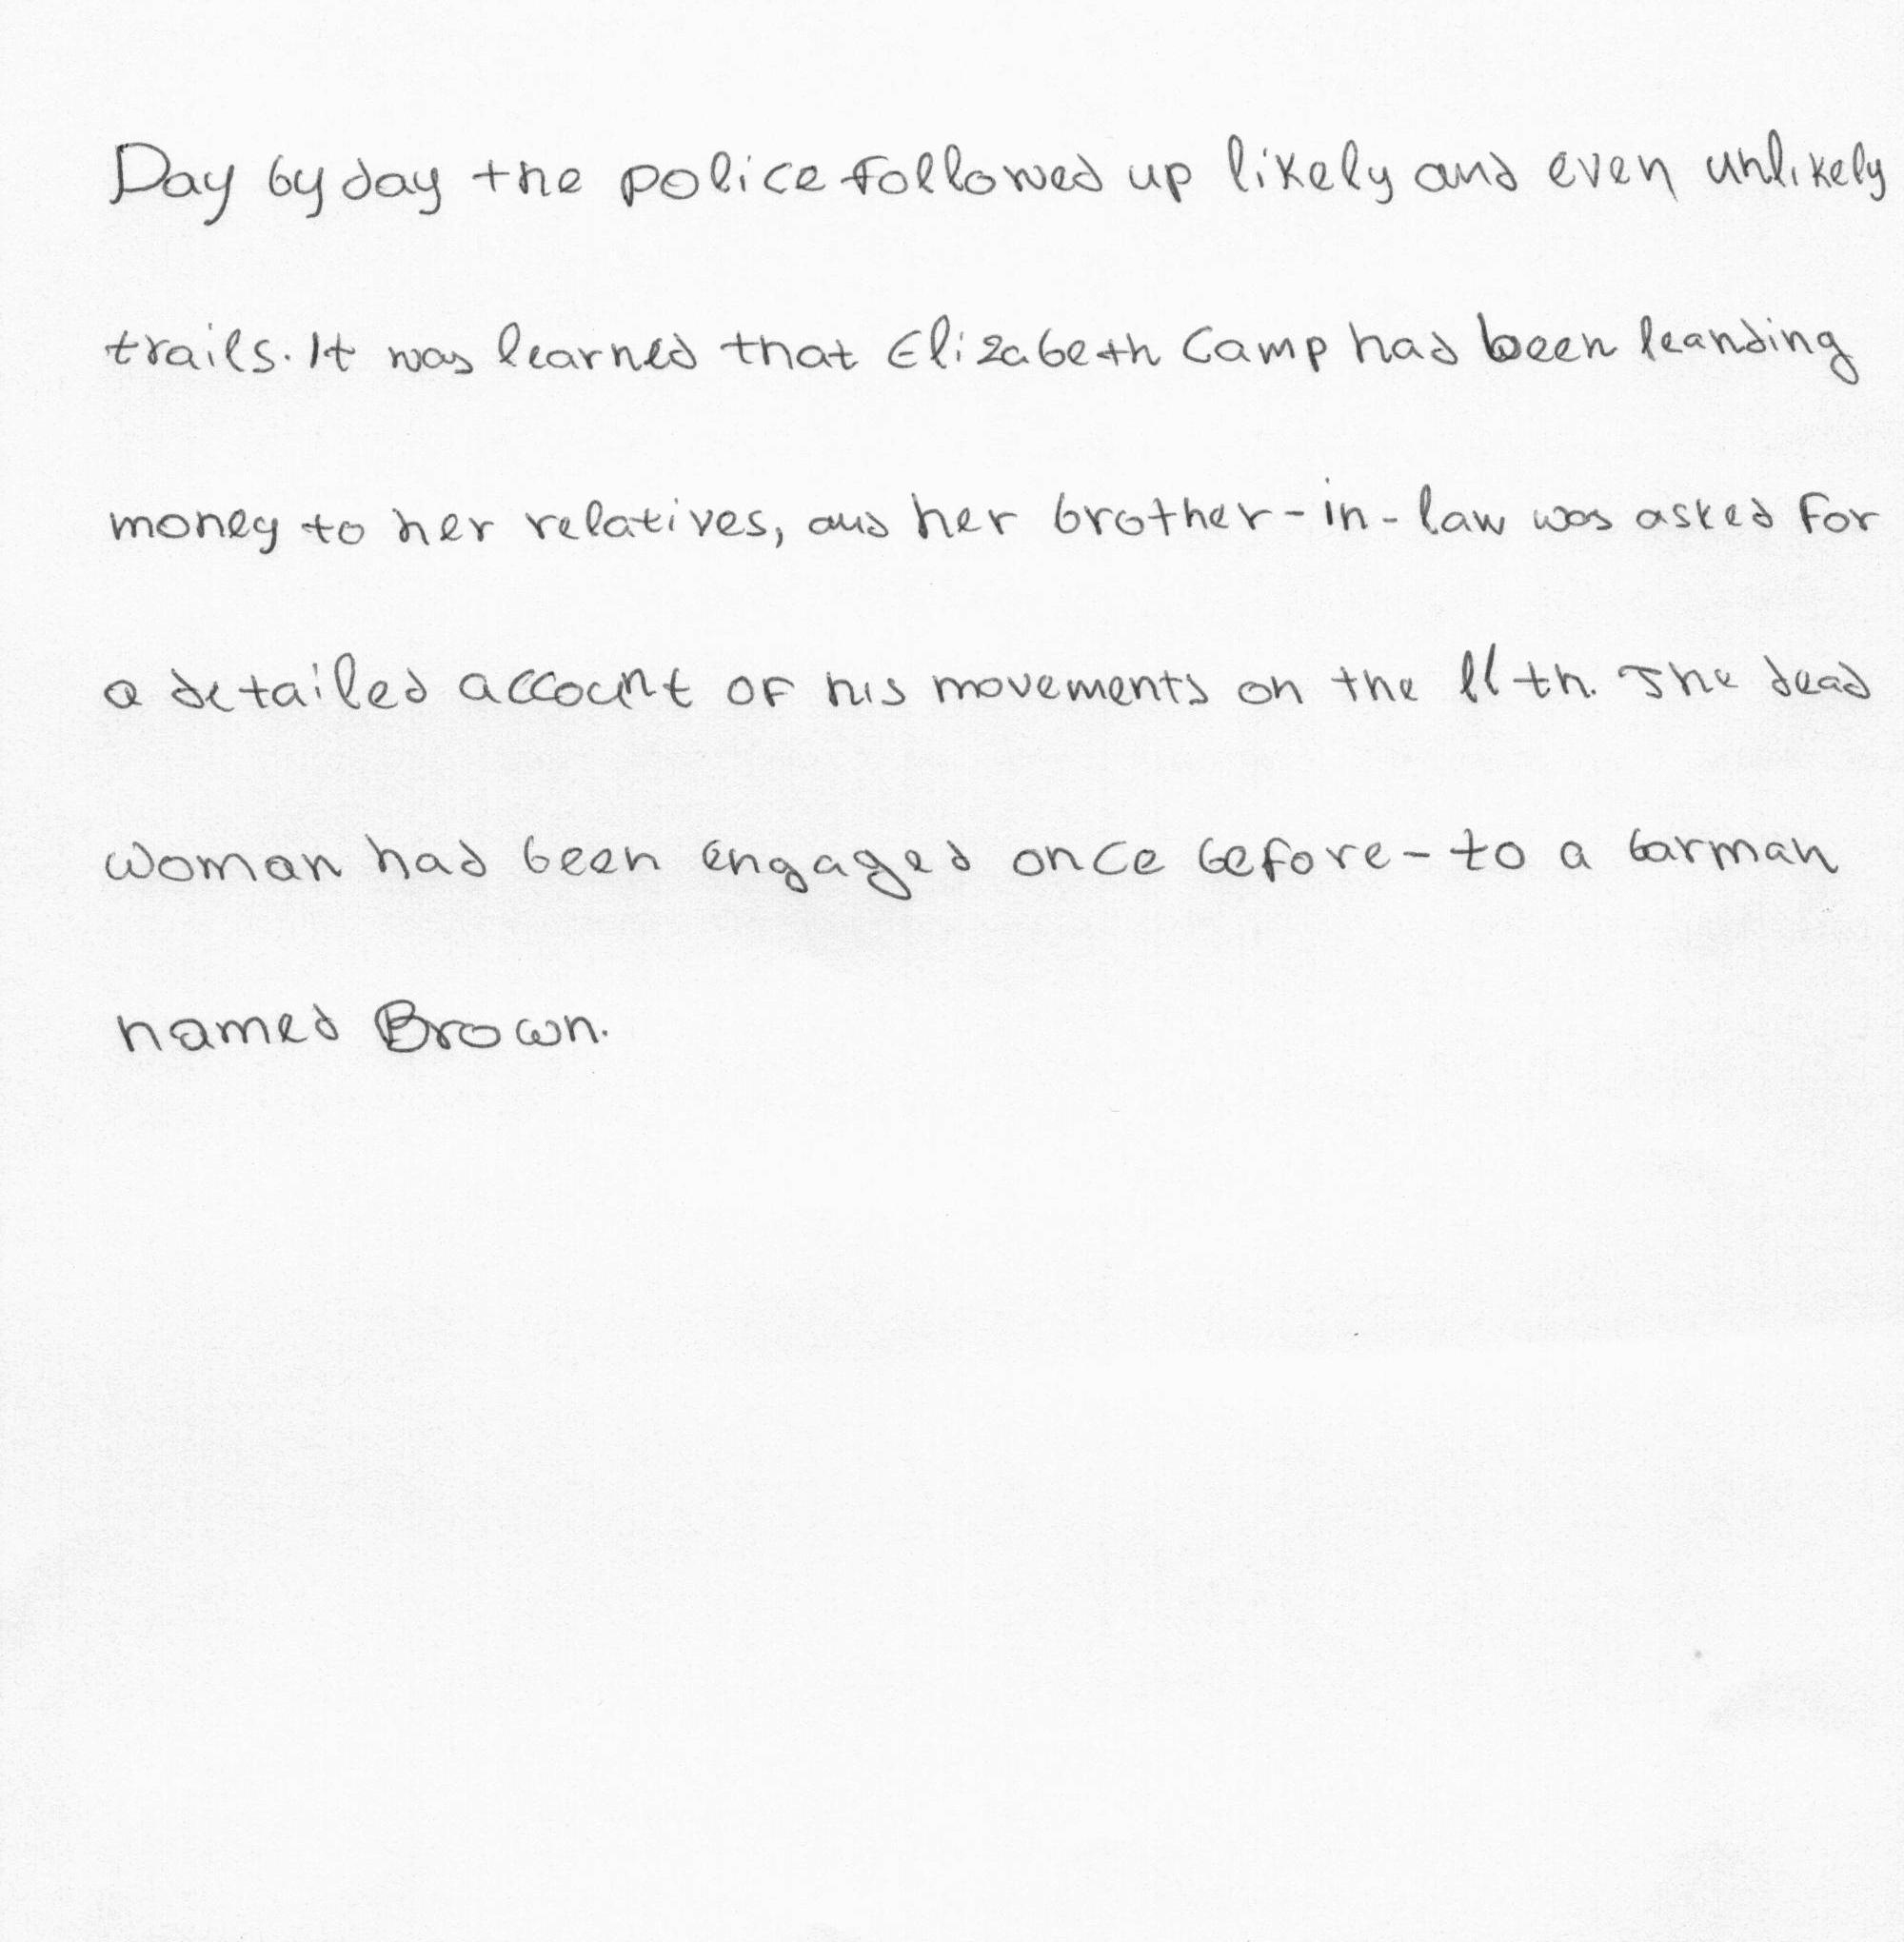 Day by day the police followed up likely and even unlikely
trails. It was learned that Elizabeth Camp had been leanding
money to her relatives, and her brother-in-law was asked for
a detailed account of his movements on the 11th. The dead
woman had been engaged once before - to a barman
named Brown.